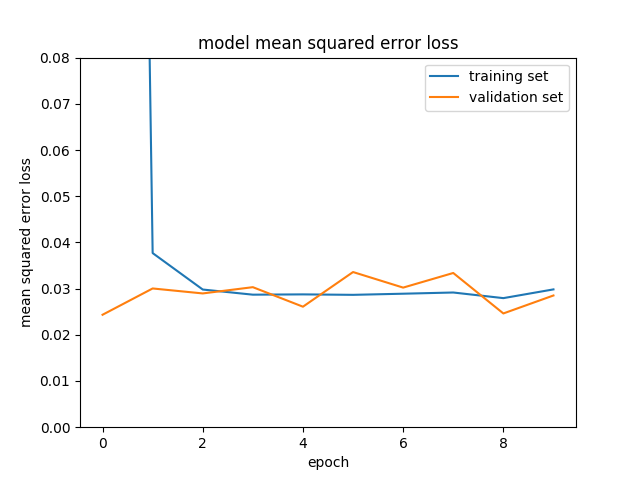 model mean squared error loss
training set
validation set
0.08
0.07
0.06
0.05
0.04
0.03
0.02
0.01
0.00
mean squared error loss
0 2 4 6 8
epoch